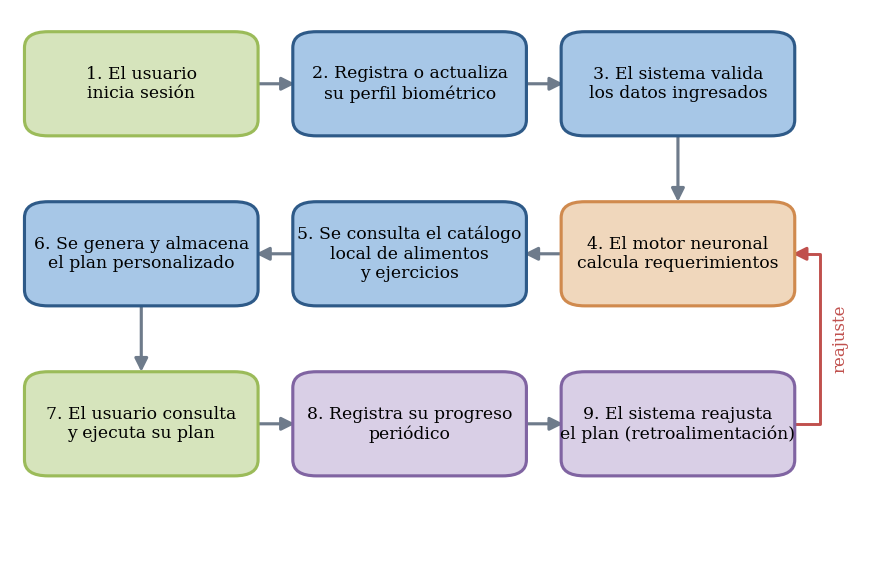 1. El usuario
inicia sesión
2. Registra o actualiza
su perfil biométrico
3. El sistema valida
los datos ingresados
4. El motor neuronal
calcula requerimientos
5. Se consulta el catálogo
local de alimentos
y ejercicios
6. Se genera y almacena
el plan personalizado
7. El usuario consulta
y ejecuta su plan
8. Registra su progreso
periódico
9. El sistema reajusta
el plan (retroalimentación)
reajuste